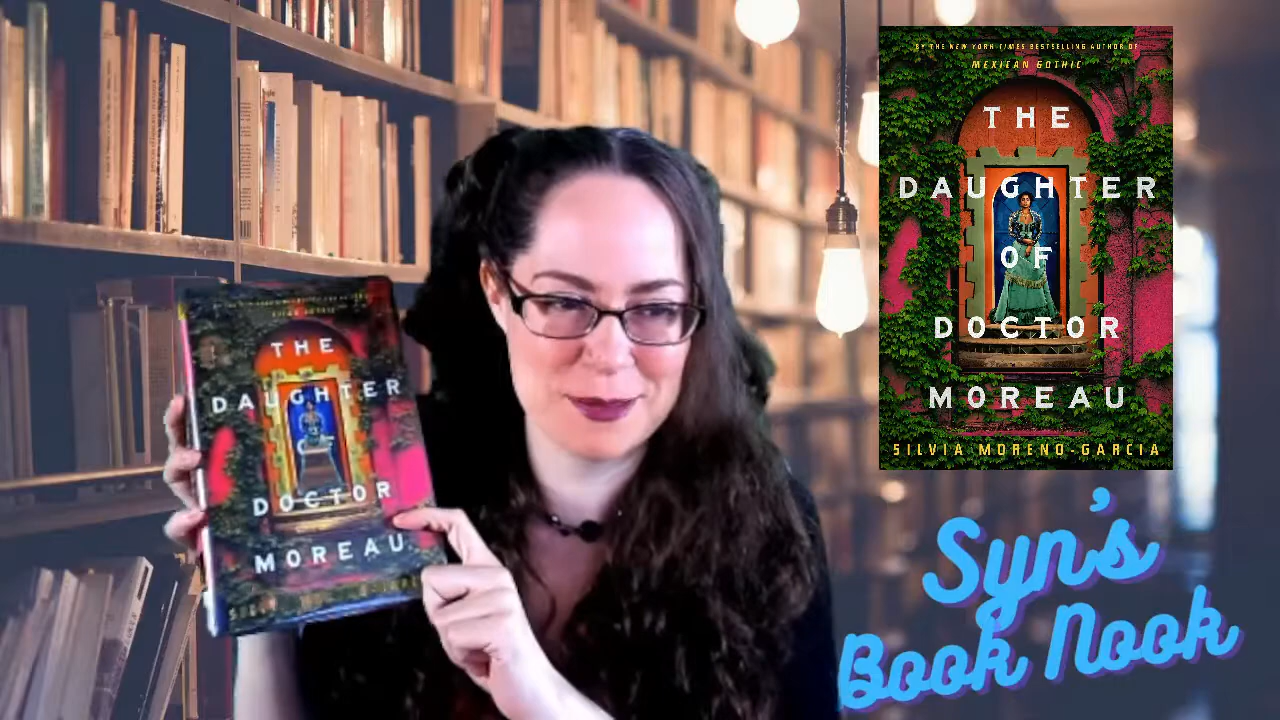 BY THE NEW YORK TIMES BESTSELLING AUTHOR OF
MEXICAN GOTHIC
THE
DAUGHTER
OF
DOCTOR
MOREAU
SILVIA MORENO-GARCIA
THE
DAUGHTER
DOCTOR
MOREAU
Syn's
Book Nook